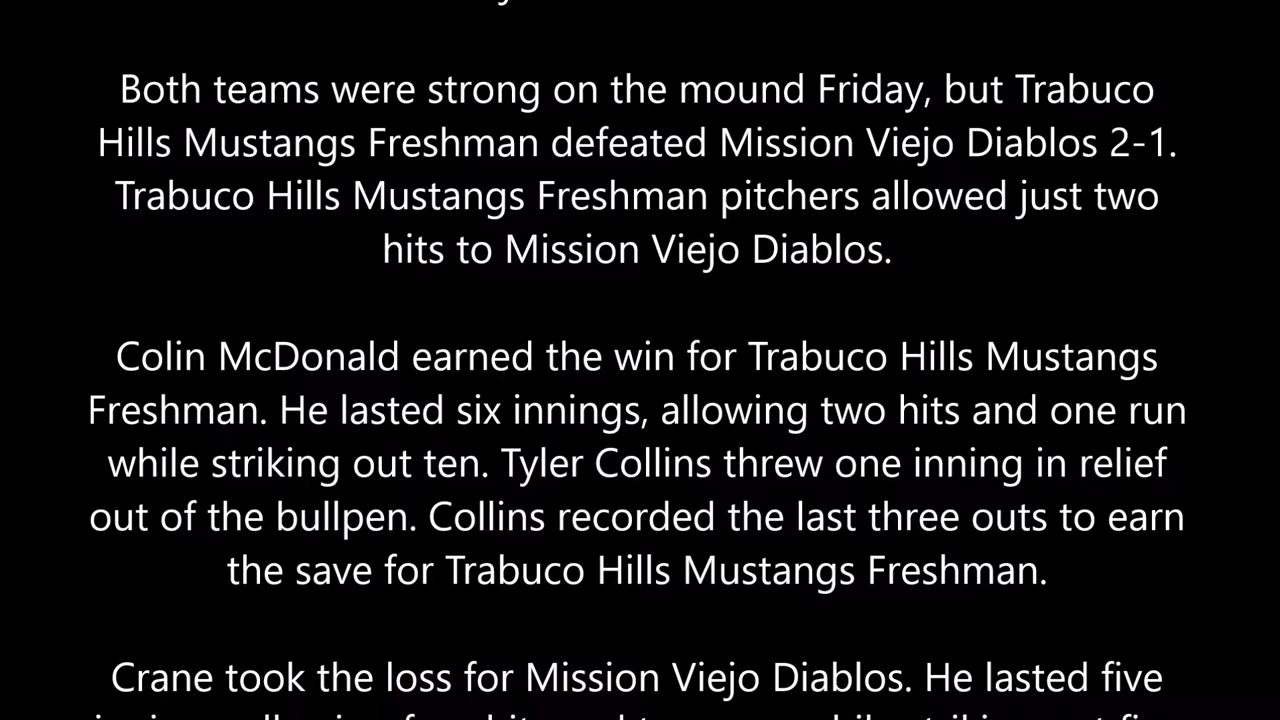 Both teams were strong on the mound Friday, but Trabuco
Hills Mustangs Freshman defeated Mission Viejo Diablos 2-1.
Trabuco Hills Mustangs Freshman pitchers allowed just two
hits to Mission Viejo Diablos.
Colin McDonald earned the win for Trabuco Hills Mustangs
Freshman. He lasted six innings, allowing two hits and one run
while striking out ten. Tyler Collins threw one inning in relief
out of the bullpen. Collins recorded the last three outs to earn
the save for Trabuco Hills Mustangs Freshman.
Crane took the loss for Mission Viejo Diablos. He lasted five